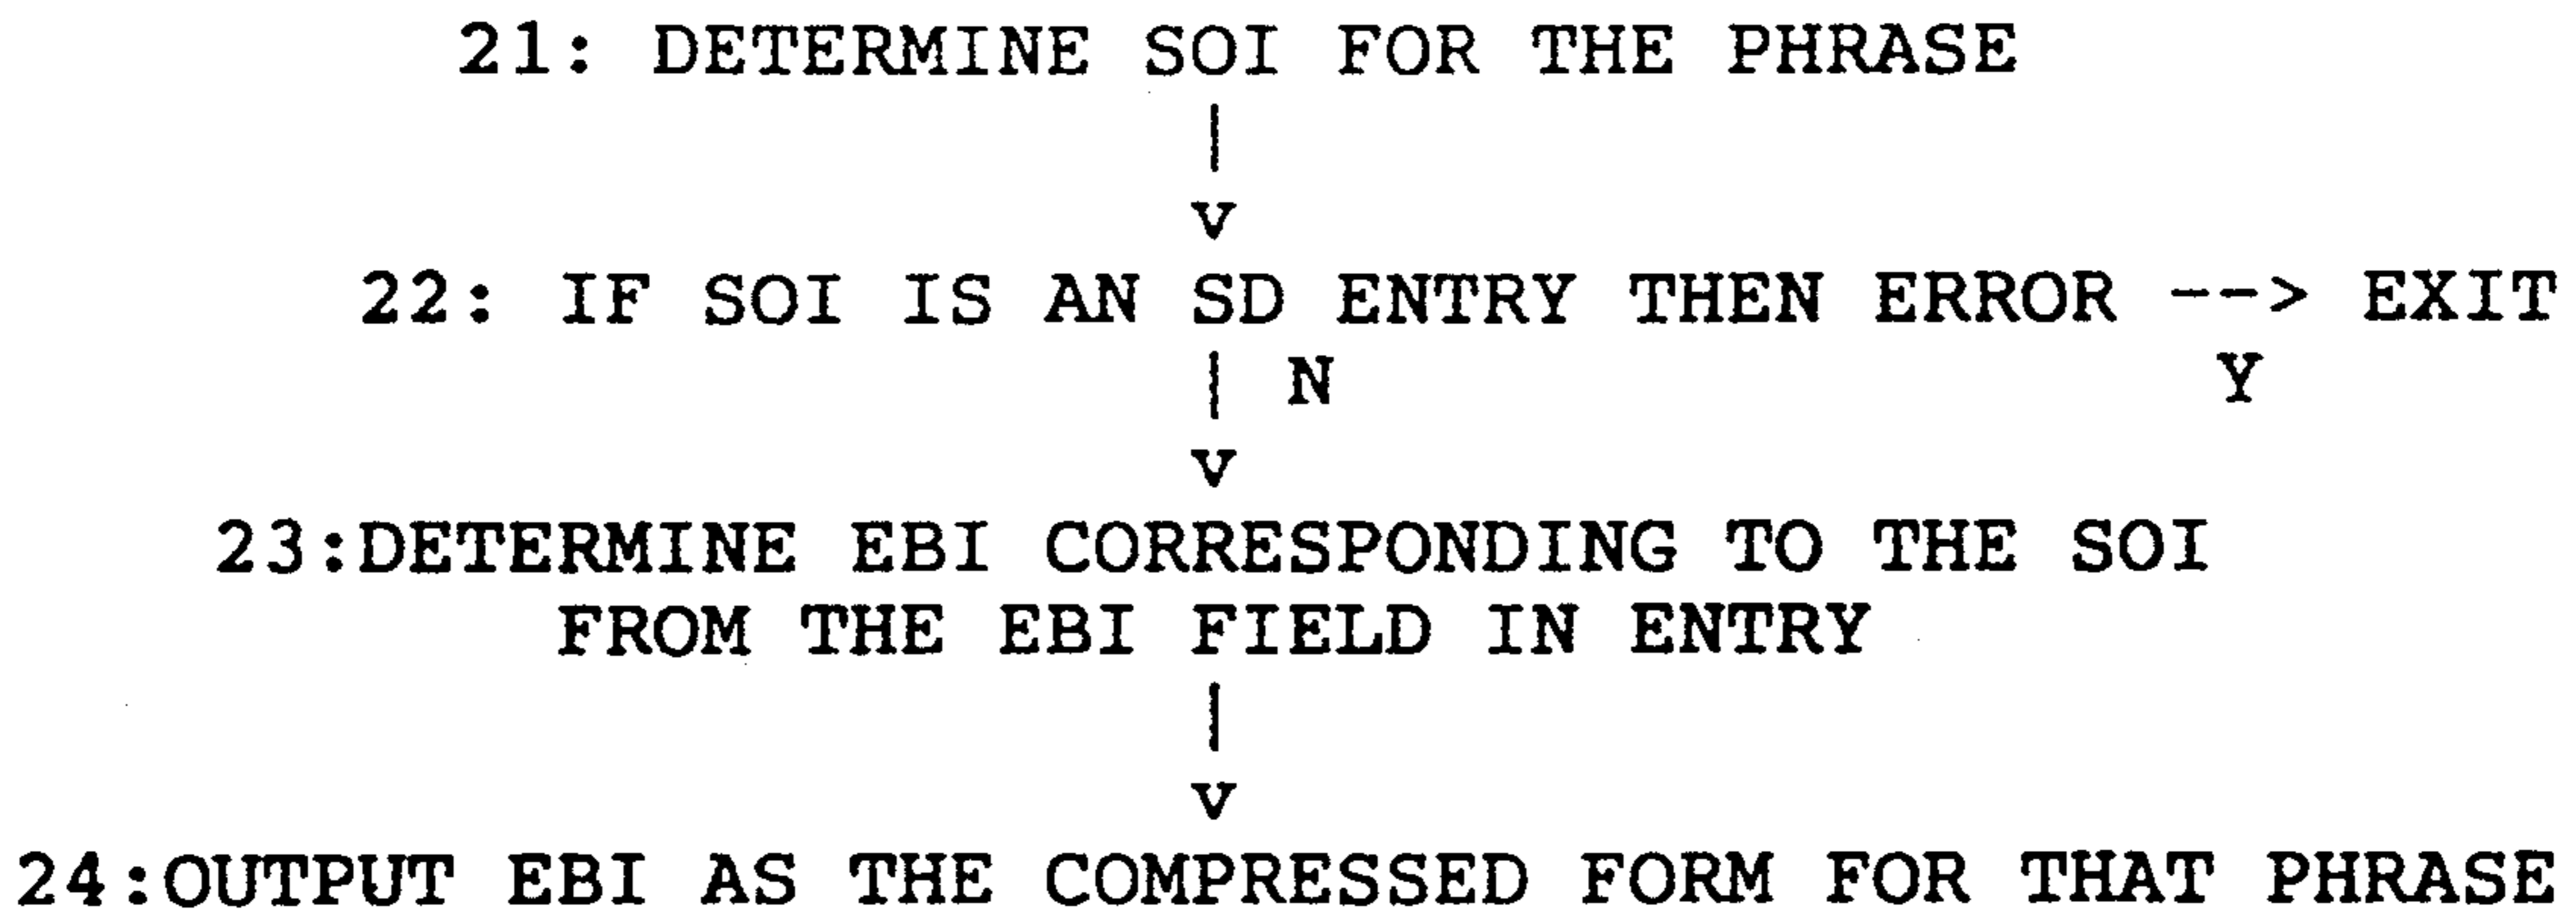 21: DETERMINE SOI FOR THE PHRASE
|
v
22: IF SOI IS AN SD ENTRY THEN ERROR --> EXIT
| N Y
v
23:DETERMINE EBI CORRESPONDING TO THE SOI
FROM THE EBI FIELD IN ENTRY
|
v
24:OUTPUT EBI AS THE COMPRESSED FORM FOR THAT PHRASE